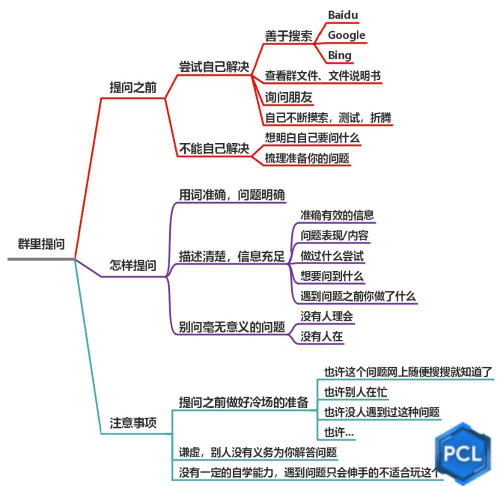 群里提问
提问之前
尝试自己解决
善于搜索
Baidu
Google
Bing
查看群文件、文件说明书
询问朋友
自己不断摸索，测试，折腾
不能自己解决
想明白自己要问什么
梳理准备你的问题
怎样提问
用词准确，问题明确
描述清楚，信息充足
准确有效的信息
问题表现/内容
做过什么尝试
想要问到什么
遇到问题之前你做了什么
别问毫无意义的问题
没有人理会
没有人在
注意事项
提问之前做好冷场的准备
也许这个问题网上随便搜搜就知道了
也许别人在忙
也许没人遇到过这种问题
也许...
谦虚，别人没有义务为你解答问题
没有一定的自学能力，遇到问题只会伸手的不适合玩这个
PCL